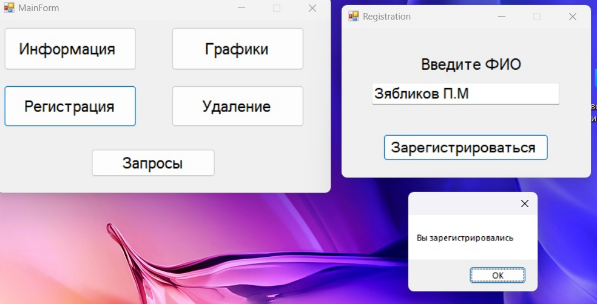 MainForm
Информация
Графики
Регистрация
Удаление
Запросы
Registration
Введите ФИО
Зябликов П.М
Зарегистрироваться
Вы зарегистрировались
OK